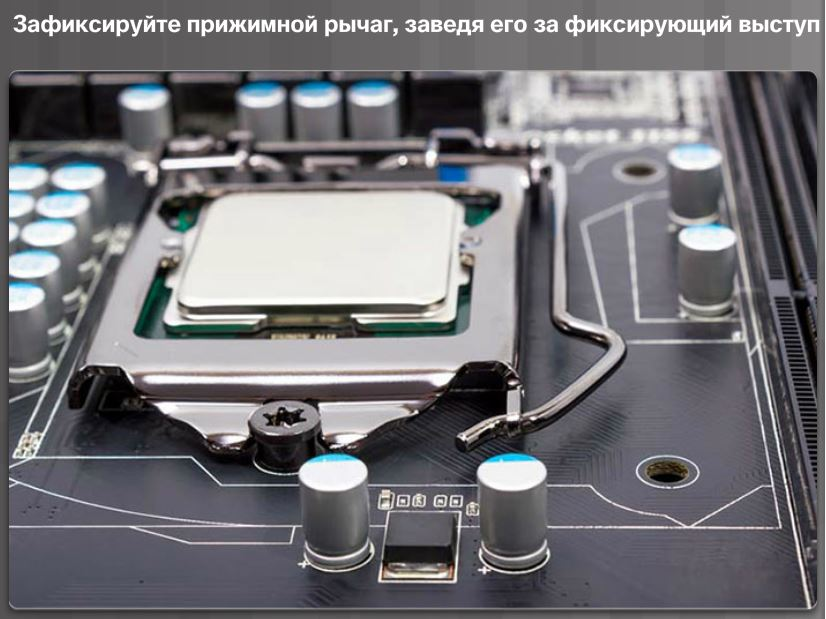 Зафиксируйте прижимной рычаг, заведя его за фиксирующий выступ